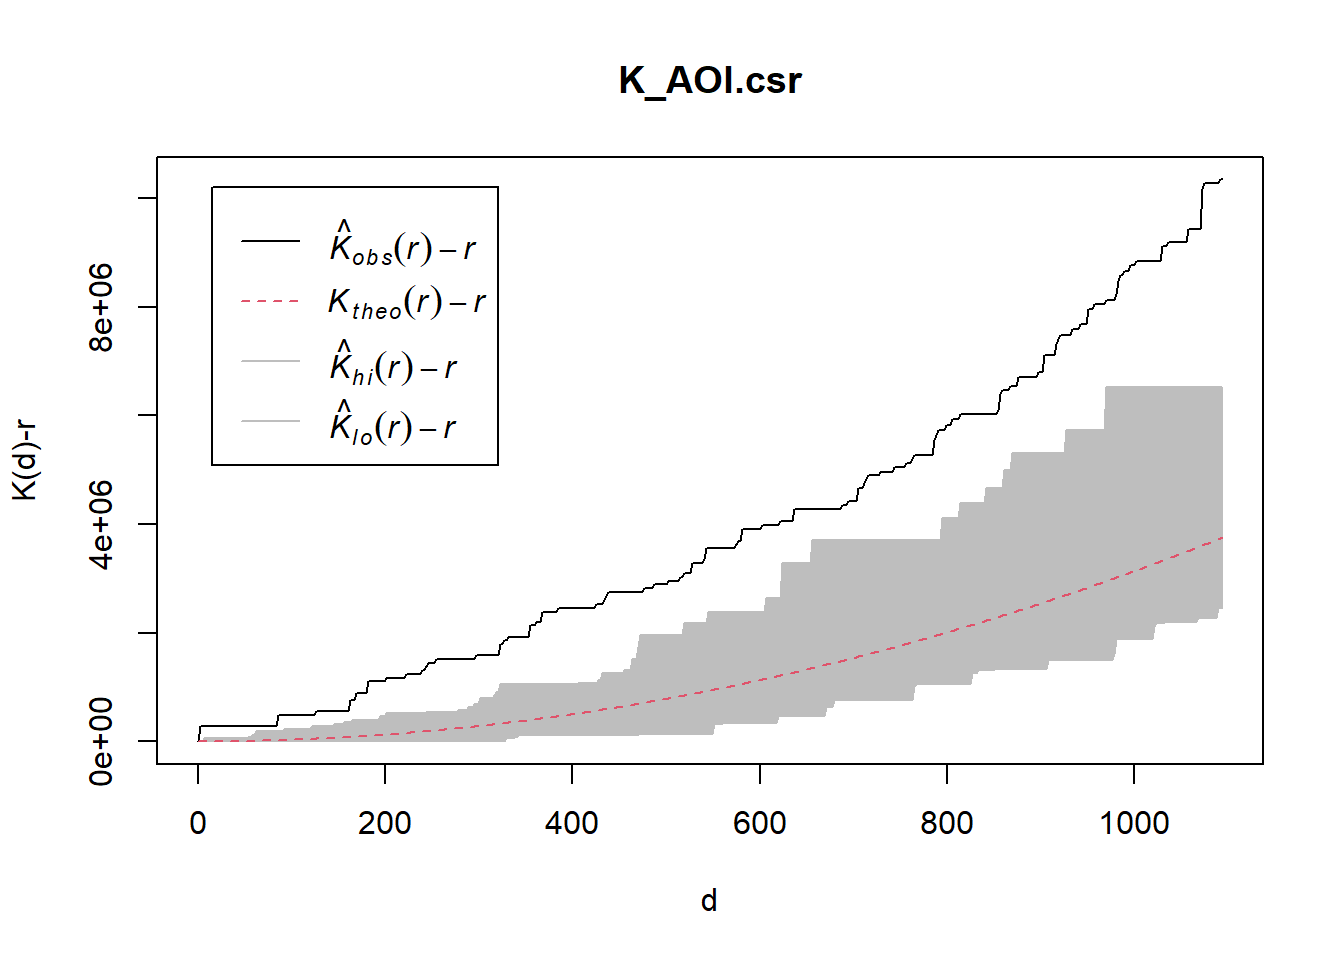 K_AOI.csr
K̂obs(r) − r
Ktheo(r) − r
K̂hi(r) − r
K̂lo(r) − r
K(d)-r
8e+06
4e+06
0e+00
0 200 400 600 800 1000
d